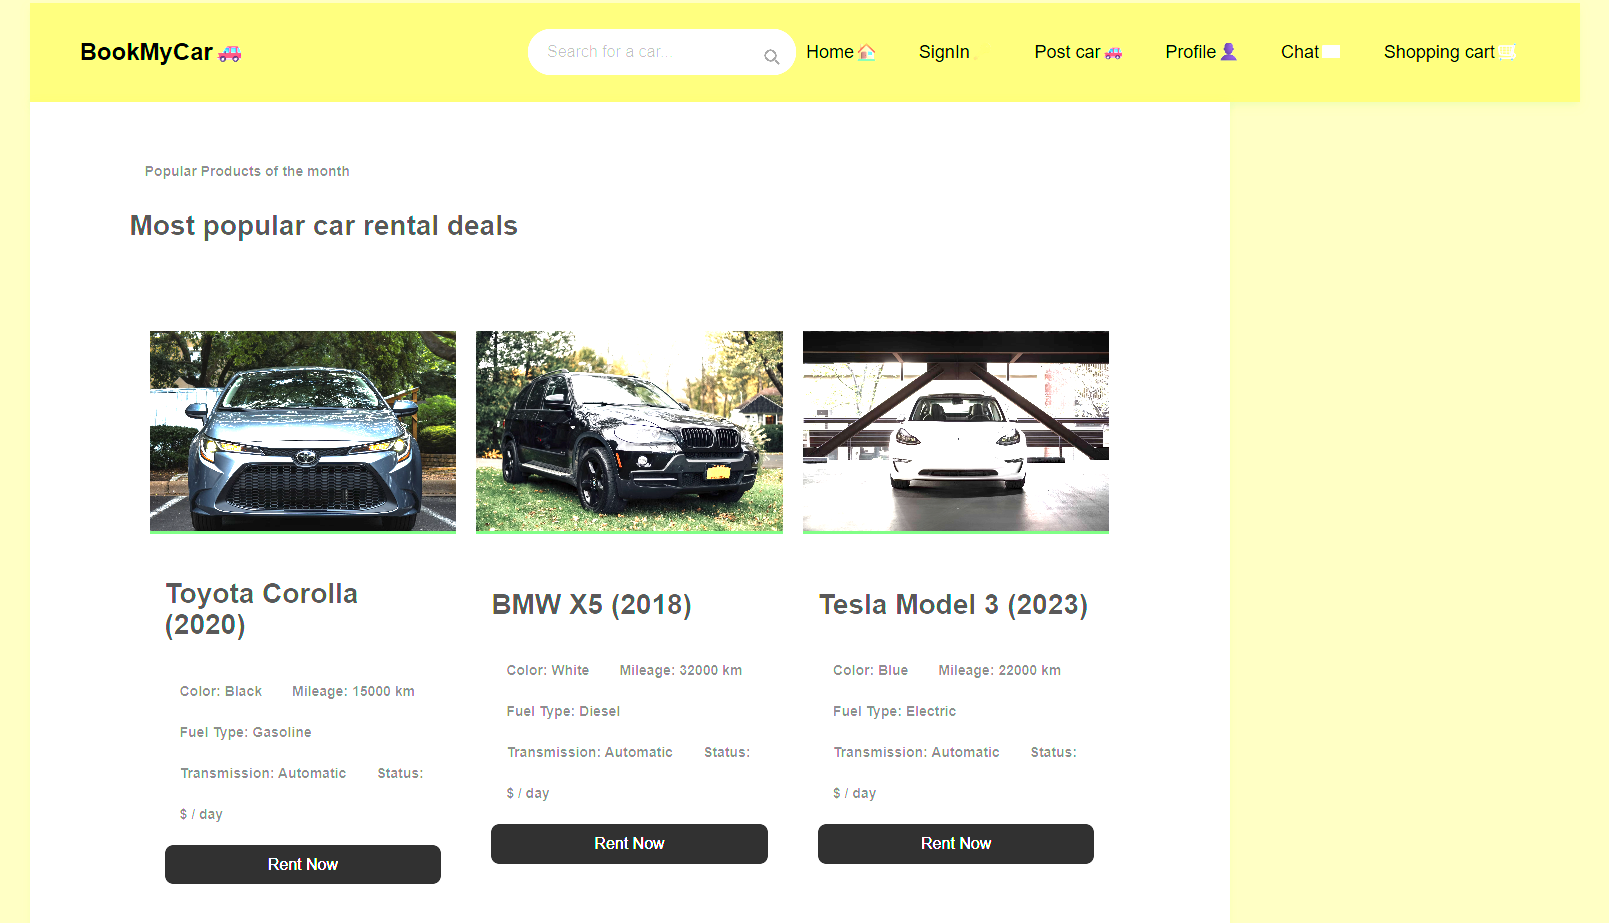 BookMyCar
Search for a car... Home SignIn Post car Profile Chat Shopping cart
Popular Products of the month
Most popular car rental deals
Toyota Corolla
(2020)
Color: Black Mileage: 15000 km
Fuel Type: Gasoline
Transmission: Automatic Status:
$ / day
Rent Now
BMW X5 (2018)
Color: White Mileage: 32000 km
Fuel Type: Diesel
Transmission: Automatic Status:
$ / day
Rent Now
Tesla Model 3 (2023)
Color: Blue Mileage: 22000 km
Fuel Type: Electric
Transmission: Automatic Status:
$ / day
Rent Now